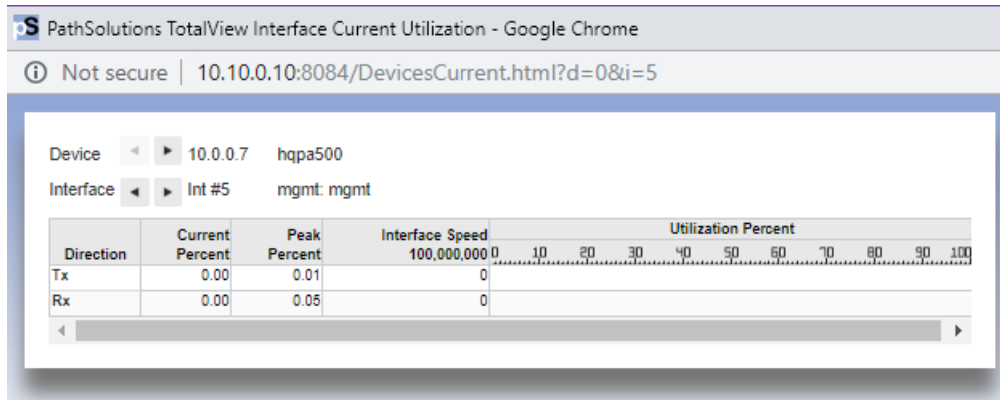 pS PathSolutions TotalView Interface Current Utilization - Google Chrome
Not secure | 10.10.0.10:8084/DevicesCurrent.html?d=0&i=5
Device 10.0.0.7 hqpa500
Interface Int #5 mgmt: mgmt
Direction Current Percent Peak Percent Interface Speed 100,000,000 Utilization Percent
0 10 20 30 40 50 60 70 80 90 100
Tx 0.00 0.01 0
Rx 0.00 0.05 0